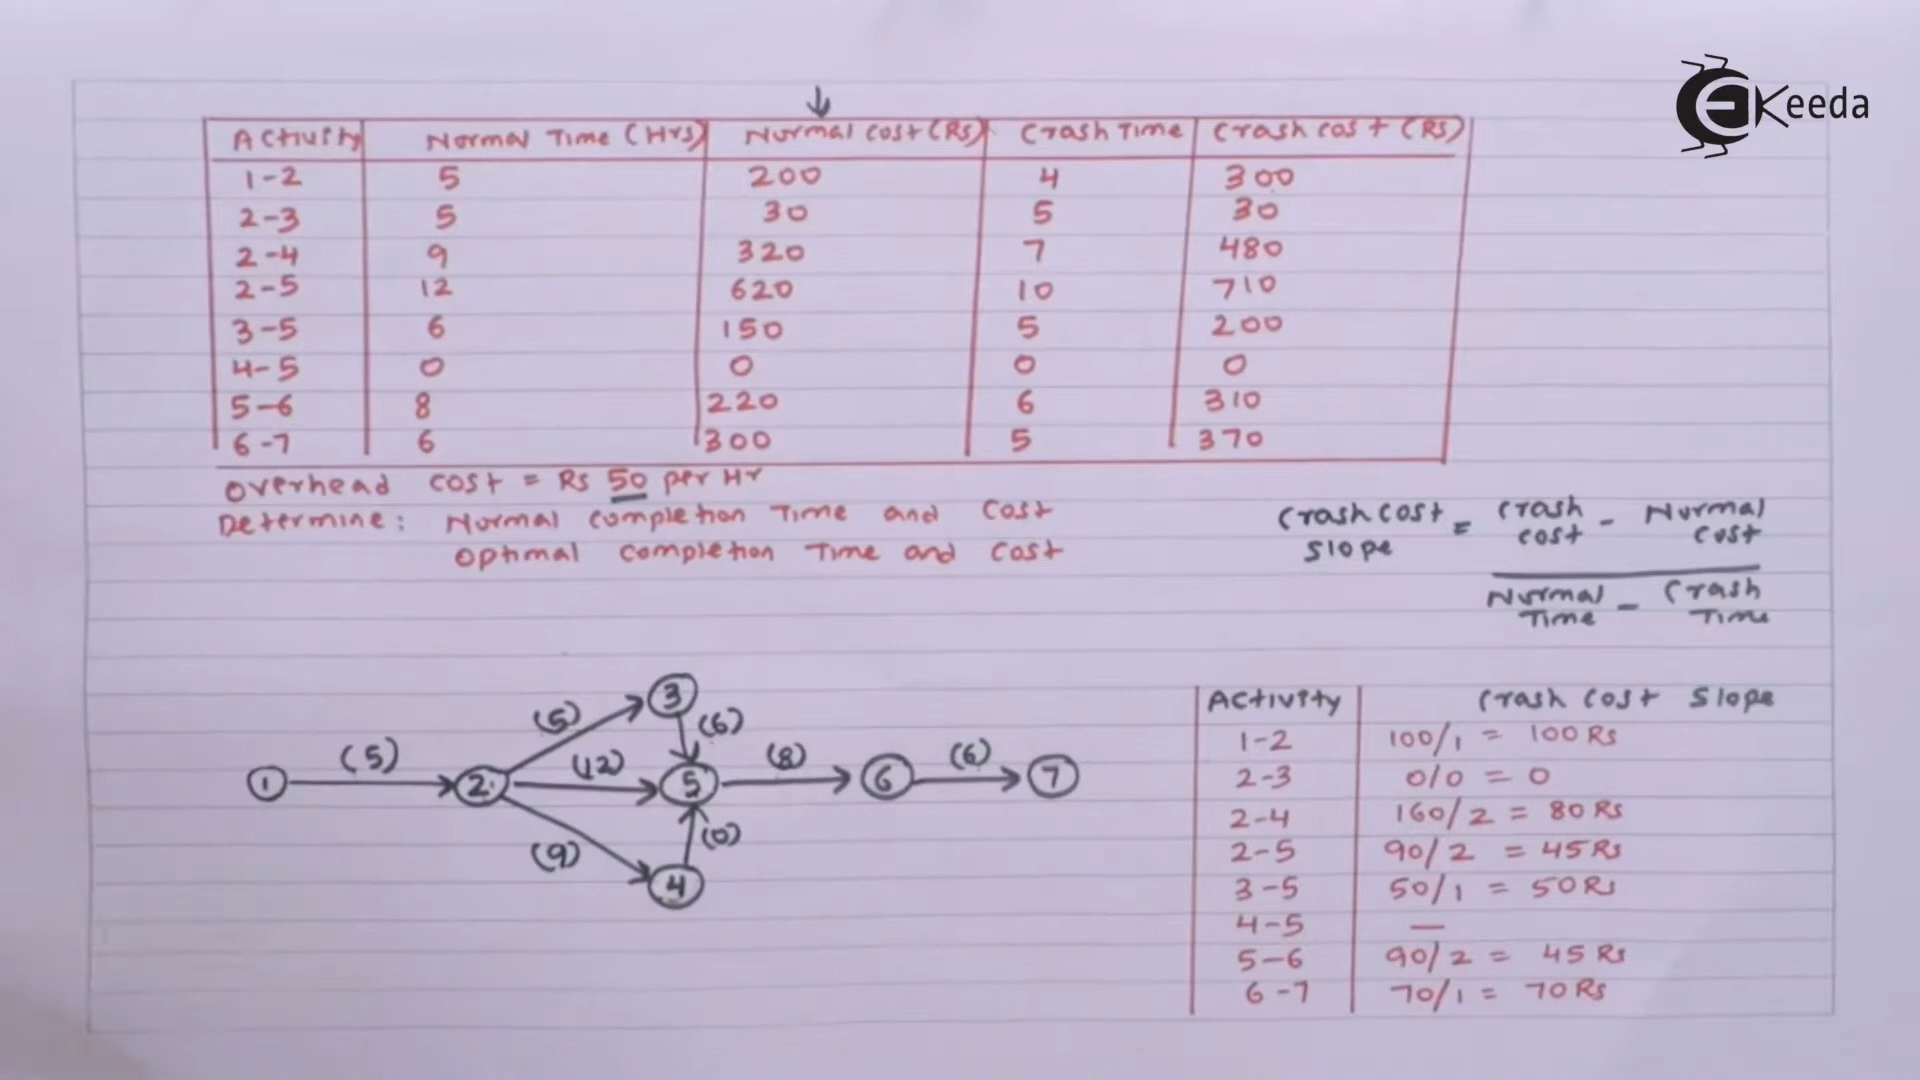 EKeeda
Activity Normal Time (Hrs) Normal cost (Rs) Crash Time Crash cost (Rs)
1-2 5 200 4 300
2-3 5 30 5 30
2-4 9 320 7 480
2-5 12 620 10 710
3-5 6 150 5 200
4-5 0 0 0 0
5-6 8 220 6 310
6-7 6 300 5 370
overhead cost = Rs 50 per Hr
Determine: Normal completion Time and cost
optimal completion Time and cost
Crash cost slope = Crash cost - Normal cost
Normal Time - Crash Time
1 (5) 2 (5) 3 (6) (12) 5 (8) 6 (6) 7
(9) 4 (0)
Activity Crash cost slope
1-2 100/1 = 100 Rs
2-3 0/0 = 0
2-4 160/2 = 80 Rs
2-5 90/2 = 45 Rs
3-5 50/1 = 50 Rs
4-5 —
5-6 90/2 = 45 Rs
6-7 70/1 = 70 Rs